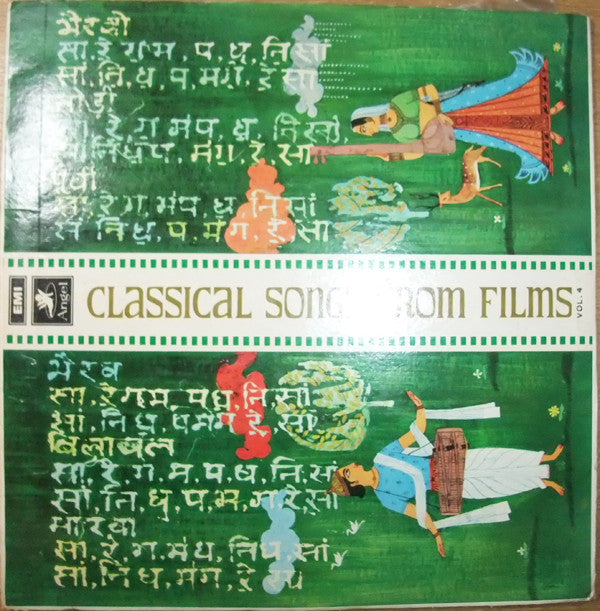 भैरवी
सा, रे, ग, म, प, ध, नि, सां
सां, नि, ध, प, म, ग, रे, सा
तोड़ी
सा, रे, ग, मं, प, ध, नि, सां,
सां नि ध प, मं, ग, रे, सा
सा, रे, ग, मं, प, ध, नि, सां
सां, नि, ध, प, मं, ग, रे, सा
EMI
Angel
CLASSICAL SONGS FROM FILMS
VOL. 4
भैरव
सा, रे, ग, म, प, ध, नि, सां
सां, नि, ध, प, म, ग, रे, सा
बिलावल
सा, रे, ग, म, प, ध, नि, सां
सां, नि, ध, प, म, ग, रे, सा
मारवा
सा, रे, ग, मं, ध, नि, ध, सां
सां, नि, ध, मं, ग, रे, सा